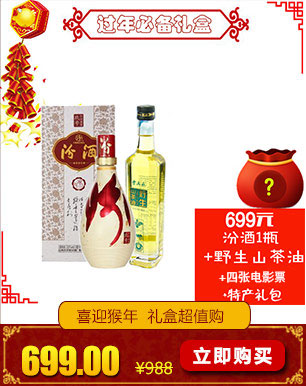 过年必备礼盒
汾酒
?
699元
汾酒1瓶
+野生山茶油
+四张电影票
+特产礼包
喜迎猴年 礼盒超值购
699.00
¥988
立即购买